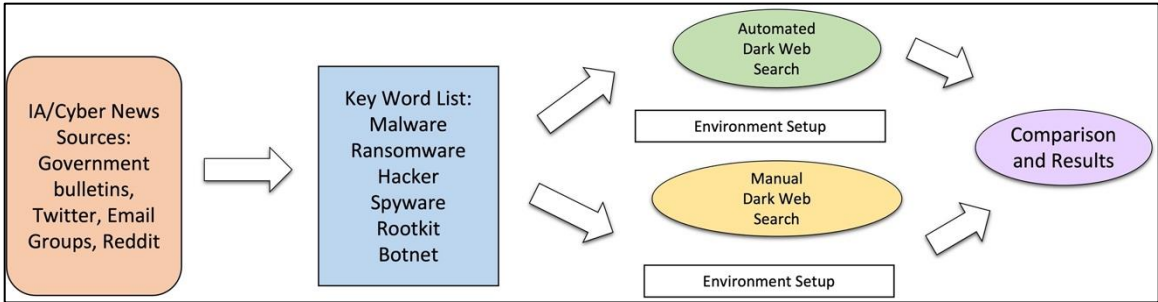 IA/Cyber News
Sources:
Government
bulletins,
Twitter, Email
Groups, Reddit
Key Word List:
Malware
Ransomware
Hacker
Spyware
Rootkit
Botnet
Automated
Dark Web
Search
Environment Setup
Manual
Dark Web
Search
Environment Setup
Comparison
and Results